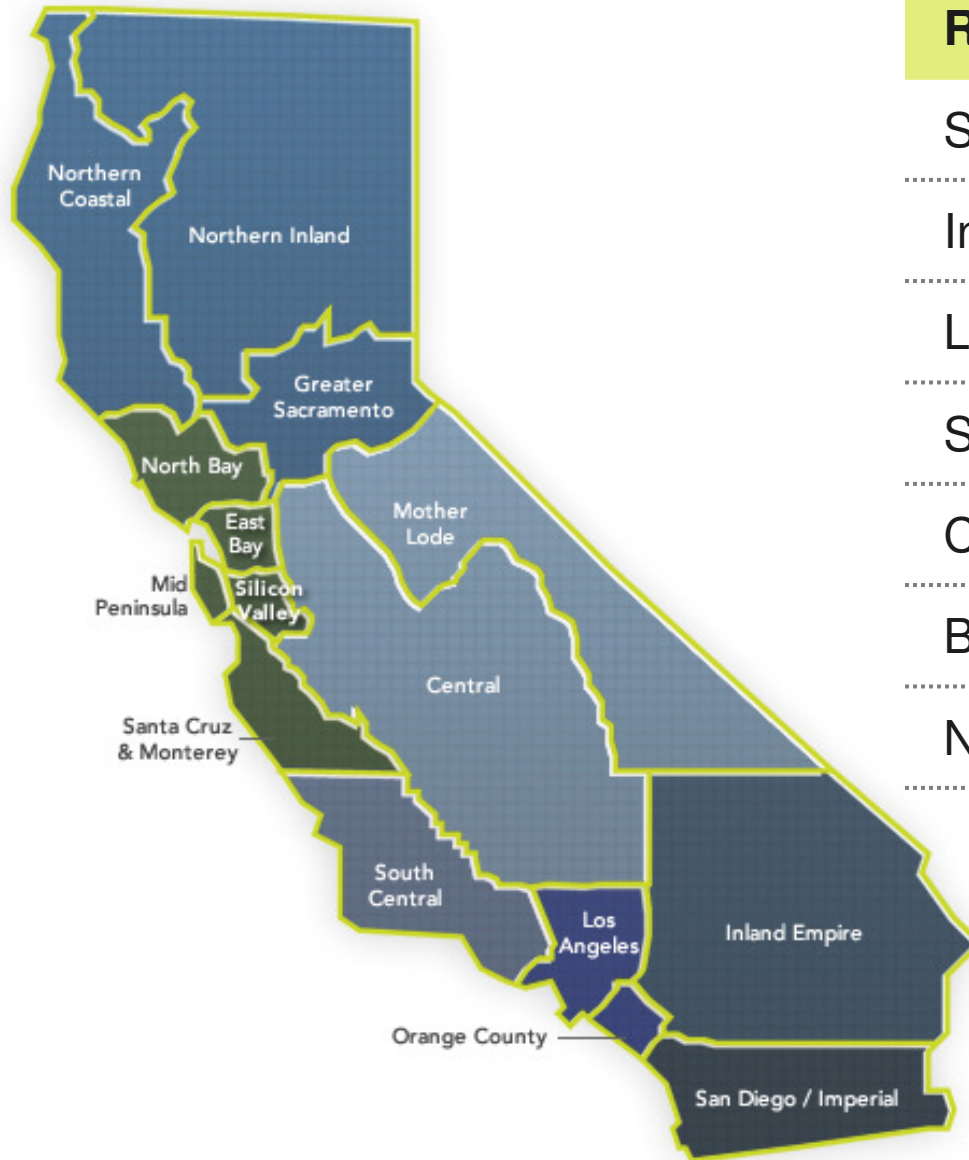 Northern
Coastal
Northern Inland
Greater
Sacramento
North Bay
East
Bay
Mother
Lode
Mid
Peninsula
Silicon
Valley
Central
Santa Cruz
& Monterey
South
Central
Los
Angeles
Inland Empire
Orange County
San Diego / Imperial